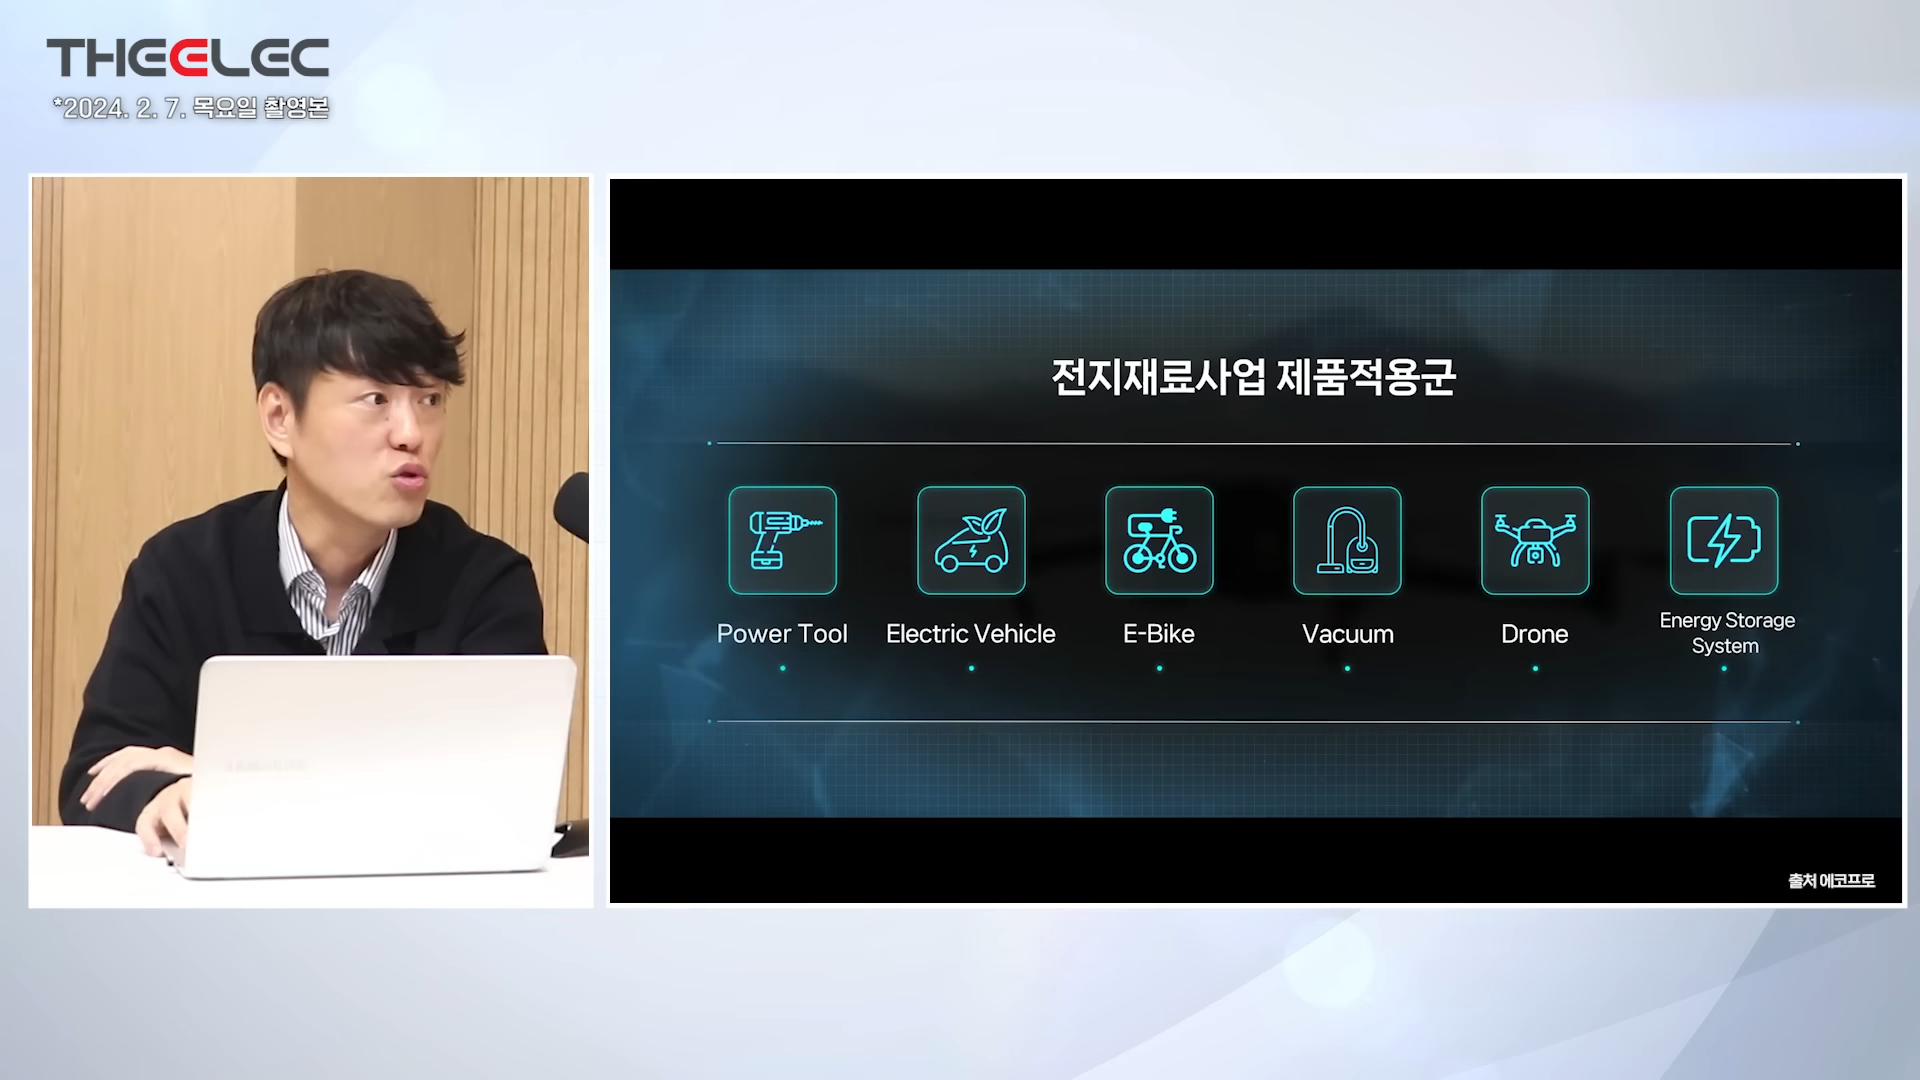 THEELEC
*2024. 2. 7. 목요일 촬영본
전지재료사업 제품적용군
Power Tool
Electric Vehicle
E-Bike
Vacuum
Drone
Energy Storage
System
출처 에코프로